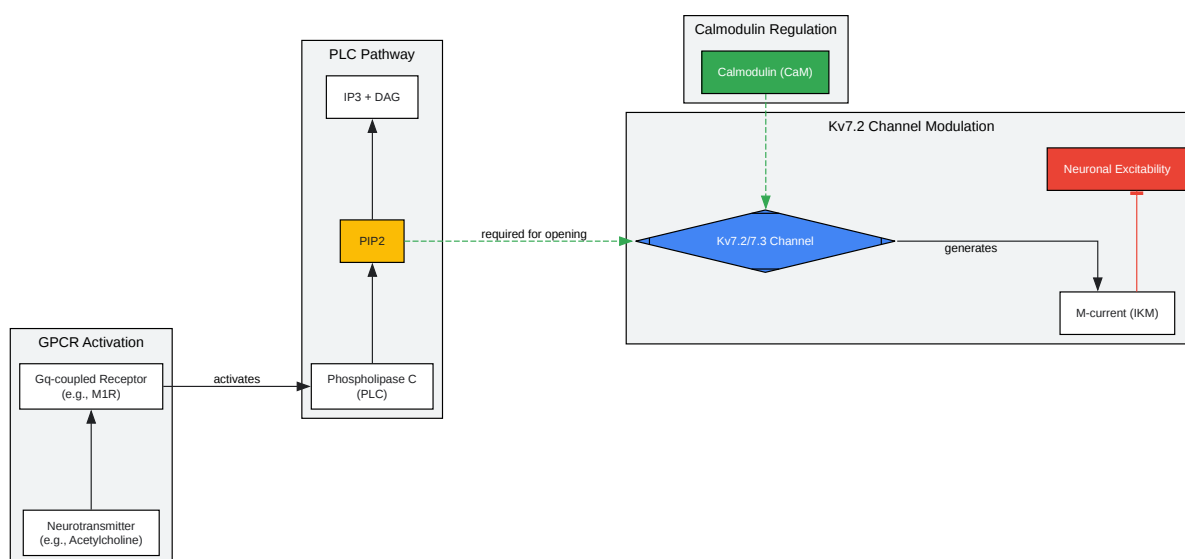 Calmodulin Regulation
Calmodulin (CaM)
PLC Pathway
IP3 + DAG
PIP2
required for opening
Kv7.2 Channel Modulation
Neuronal Excitability
Kv7.2/7.3 Channel
generates
M-current (IKM)
GPCR Activation
Gq-coupled Receptor
(e.g., M1R)
activates
Phospholipase C
(PLC)
Neurotransmitter
(e.g., Acetylcholine)